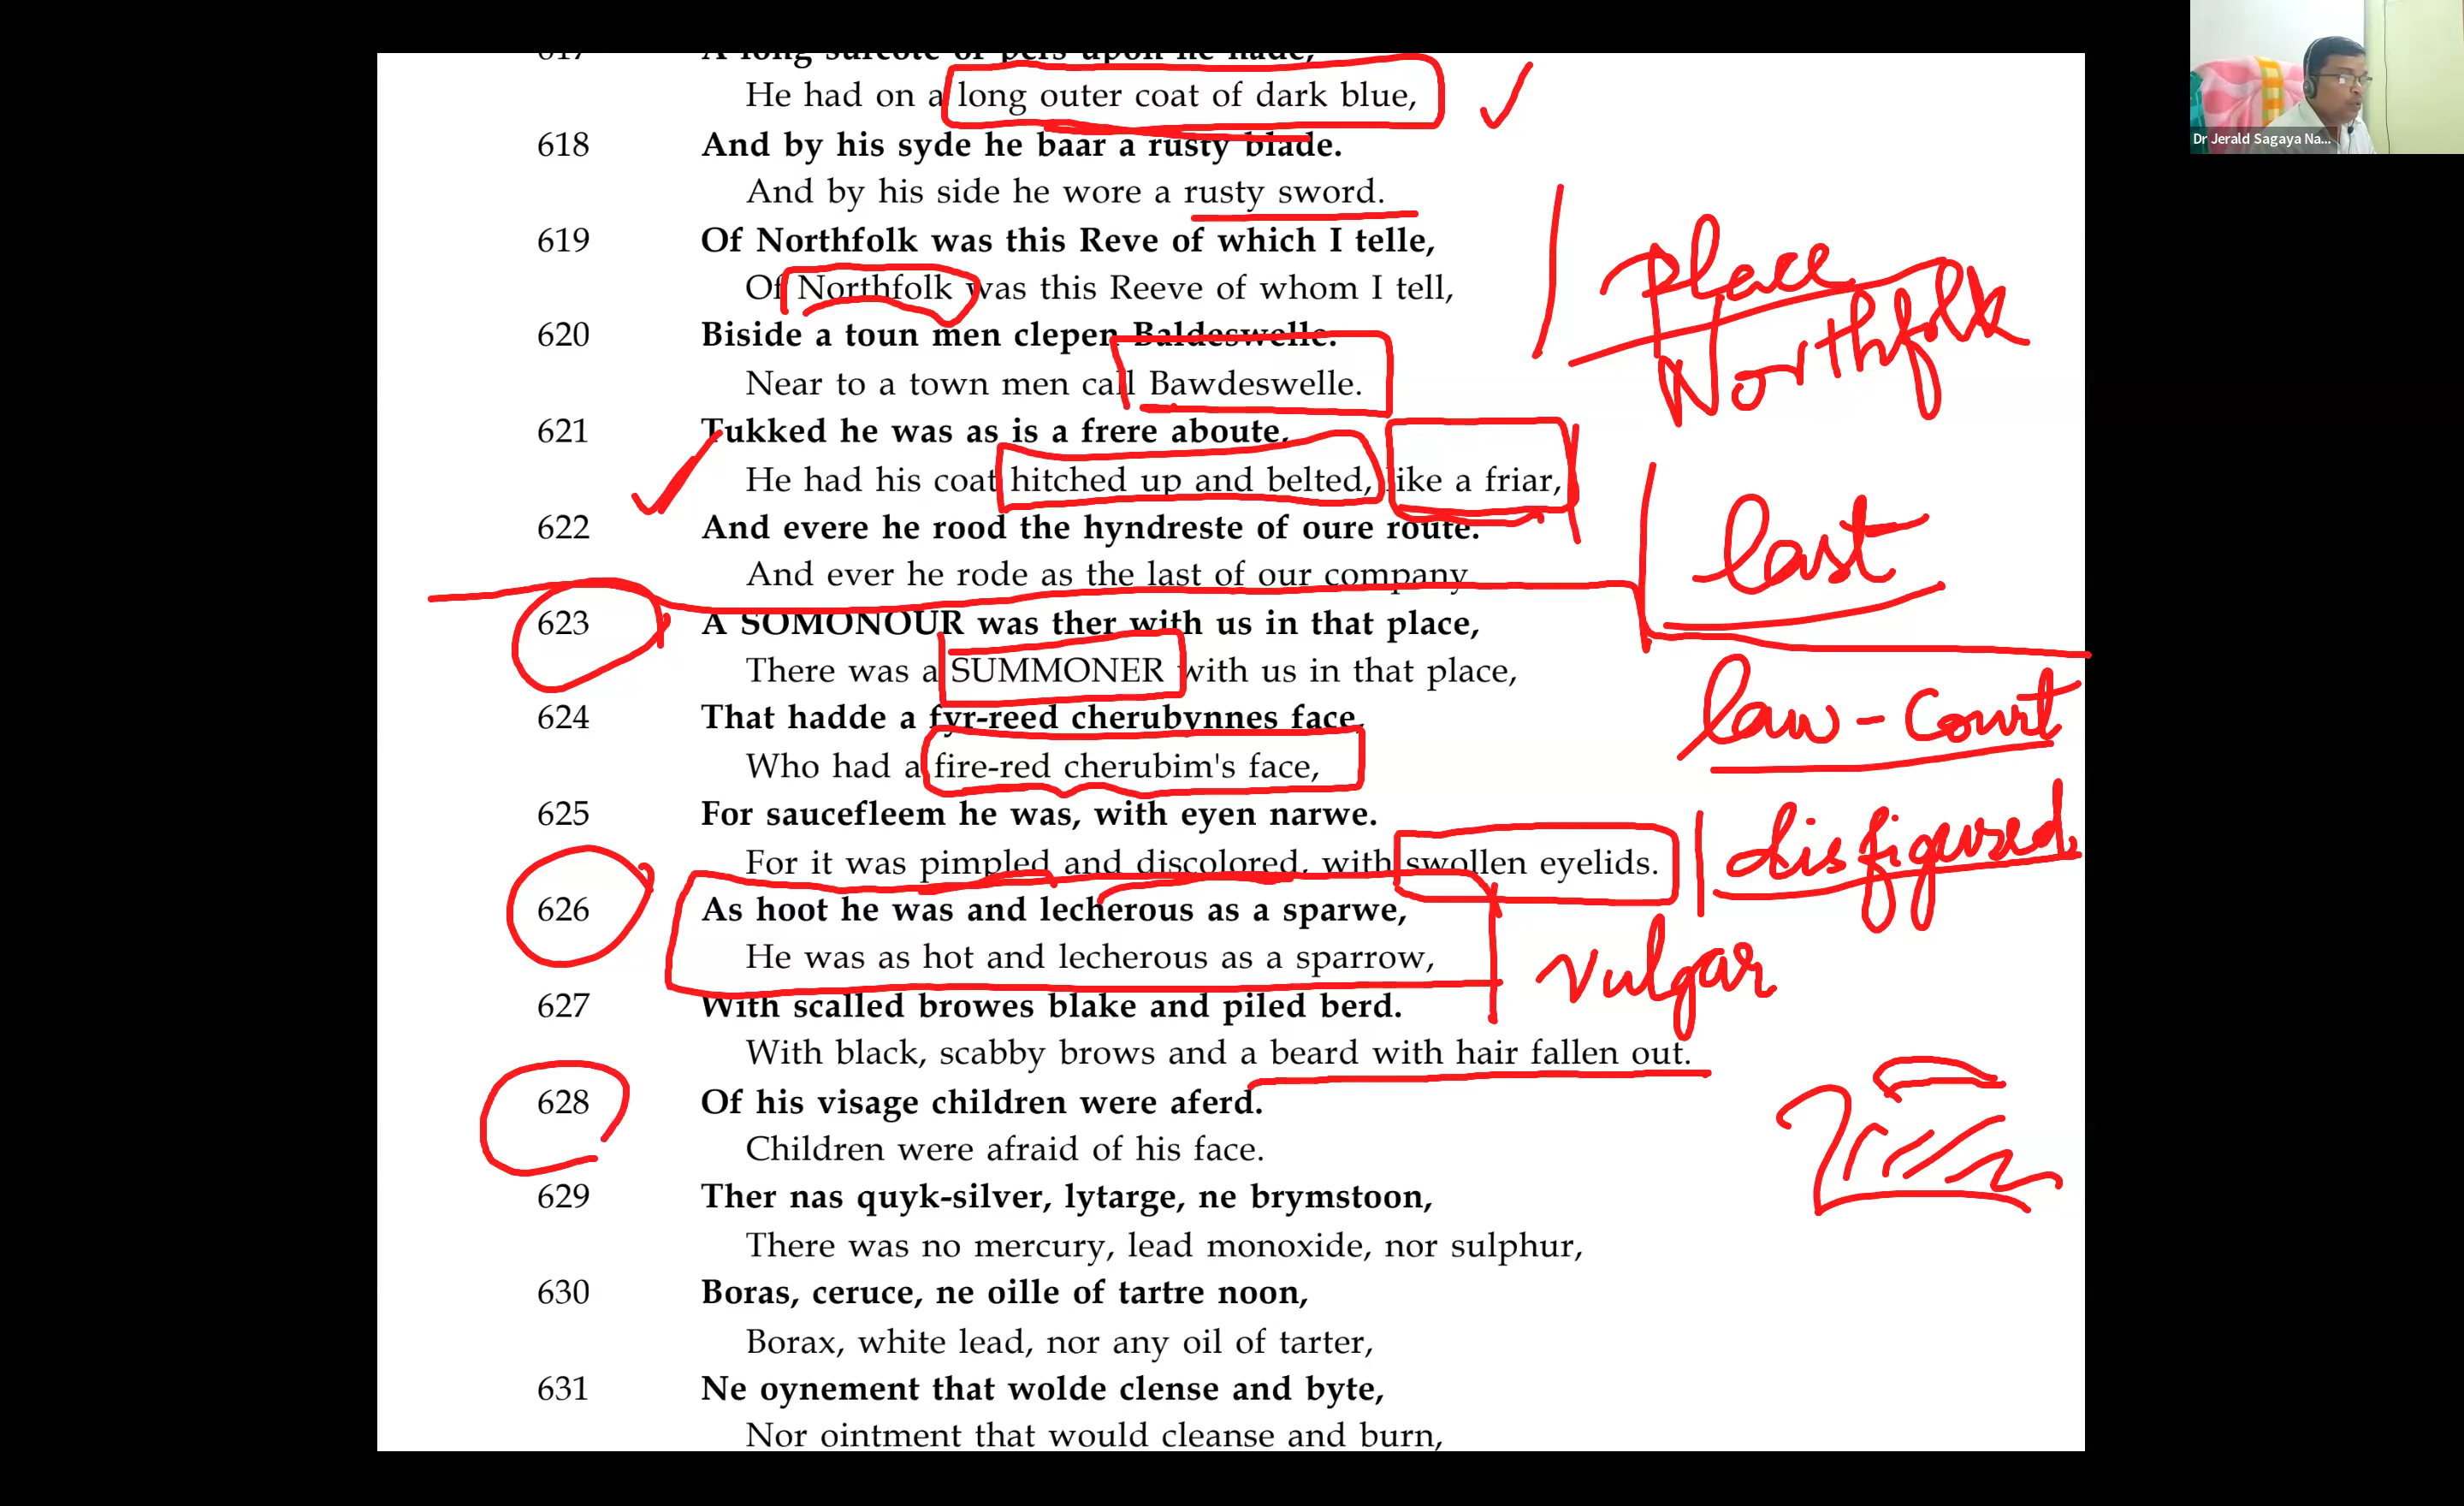 617 A long surcote of pers upon he hade,
He had on a long outer coat of dark blue,
618 And by his syde he baar a rusty blade.
And by his side he wore a rusty sword.
619 Of Northfolk was this Reve of which I telle,
Of Northfolk was this Reeve of whom I tell,
620 Biside a toun men clepen Baldeswelle.
Near to a town men call Bawdeswelle.
621 Tukked he was as is a frere aboute,
He had his coat hitched up and belted, like a friar,
622 And evere he rood the hyndreste of oure route.
And ever he rode as the last of our company
623 A SOMONOUR was ther with us in that place,
There was a SUMMONER with us in that place,
624 That hadde a fyr-reed cherubynnes face,
Who had a fire-red cherubim's face,
625 For saucefleem he was, with eyen narwe.
For it was pimpled and discolored, with swollen eyelids.
626 As hoot he was and lecherous as a sparwe,
He was as hot and lecherous as a sparrow,
627 With scalled browes blake and piled berd.
With black, scabby brows and a beard with hair fallen out.
628 Of his visage children were aferd.
Children were afraid of his face.
629 Ther nas quyk-silver, lytarge, ne brymstoon,
There was no mercury, lead monoxide, nor sulphur,
630 Boras, ceruce, ne oille of tartre noon,
Borax, white lead, nor any oil of tarter,
631 Ne oynement that wolde clense and byte,
Nor ointment that would cleanse and burn,
Place
Northfolk
last
law-court
disfigured
vulgar
Dr Jerald Sagaya Na...